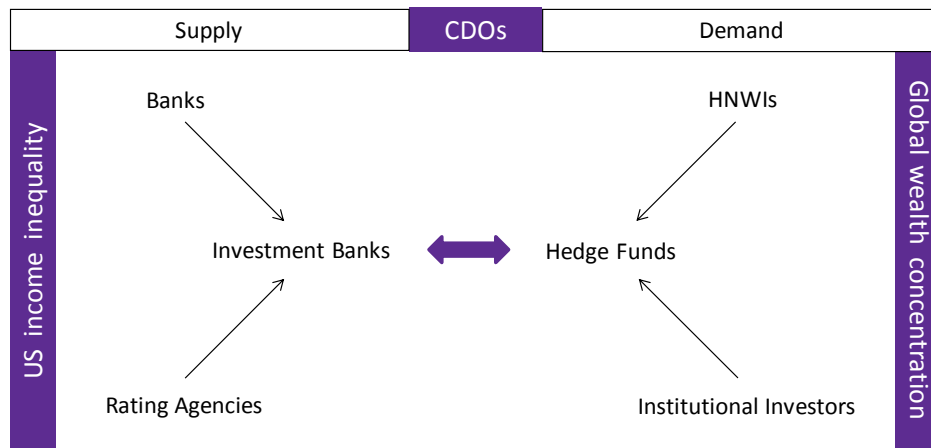 Supply
CDOs
Demand
US income inequality
Banks
HNWIs
Global wealth concentration
Investment Banks
Hedge Funds
Rating Agencies
Institutional Investors